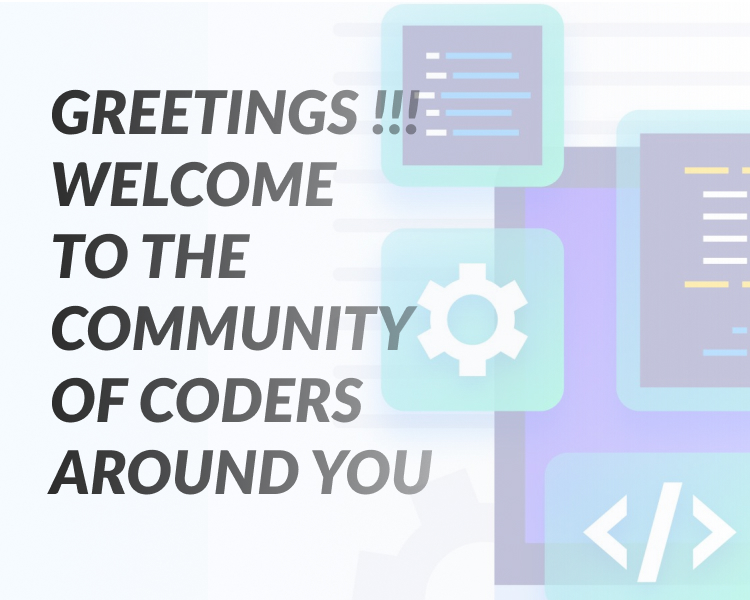 GREETINGS !!!
WELCOME
TO THE
COMMUNITY
OF CODERS
AROUND YOU
</>